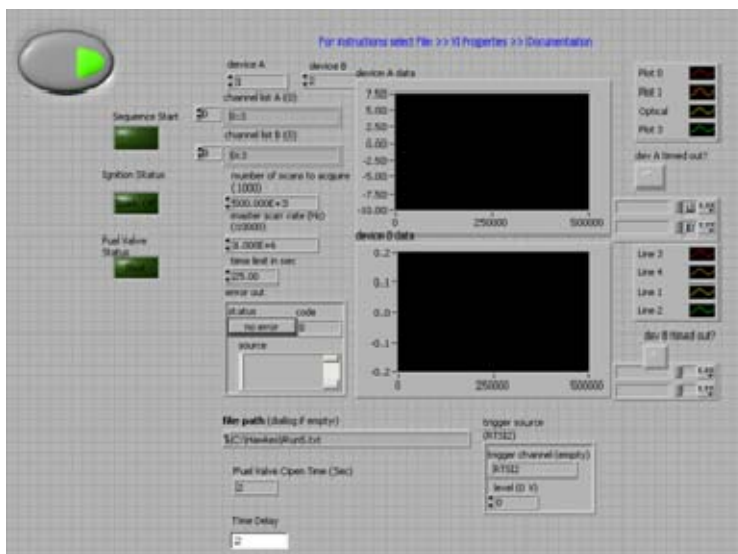 For instructions select File >> VI Properties >> Documentation
device A
device B
device A data
Plot 0
Plot 1
Optical
Plot 3
channel list A (0)
0
0:3
Sequence Start
channel list B (0)
0
0:3
7.50
5.00
2.50
0.00
-2.50
-5.00
-7.50
-10.00
0
250000
500000
dev A timed out?
Ignition Status
number of scans to acquire
(1000)
500.000E+3
master scan rate (Hz)
(10000)
1.000E+6
time limit in sec
25.00
Fuel Valve
Status
device B data
0.2
0.1
0.0
-0.1
-0.2
0
250000
500000
Line 3
Line 4
Line 1
Line 2
dev B timed out?
error out
status
code
no error
0
source
file path (dialog if empty)
C:\Hawkes\Run5.txt
trigger source
(RTSI2)
trigger channel (empty)
RTSI2
level (0 V)
0
Fuel Valve Open Time (Sec)
2
Time Delay
2